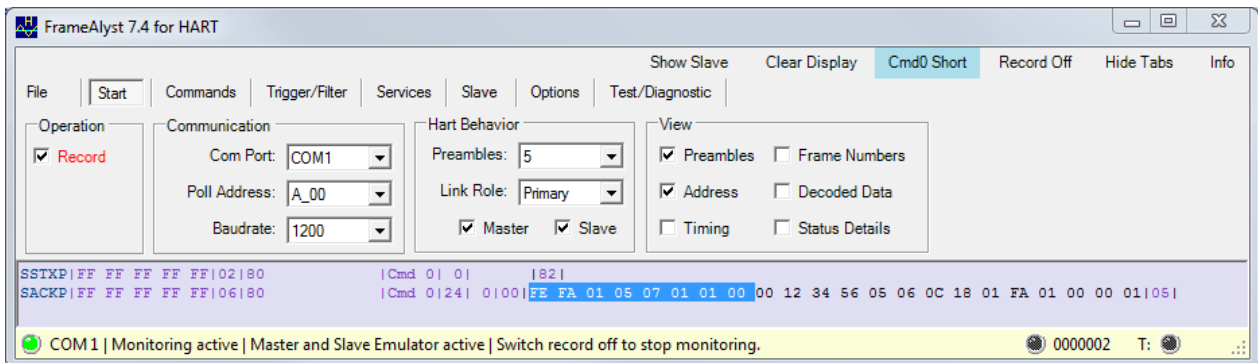 FrameAlyst 7.4 for HART
Show Slave Clear Display Cmd0 Short Record Off Hide Tabs Info
File Start Commands Trigger/Filter Services Slave Options Test/Diagnostic
Operation Communication Hart Behavior View
Record Com Port: COM1 Preambles: 5 Preambles Frame Numbers
Poll Address: A_00 Link Role: Primary Address Decoded Data
Baudrate: 1200 Master Slave Timing Status Details
SSTXP|FF FF FF FF FF|02|80 |Cmd 0| 0| |82|
SACKP|FF FF FF FF FF|06|80 |Cmd 0|24| 0|00|FE FA 01 05 07 01 01 00 00 12 34 56 05 06 0C 18 01 FA 01 00 00 01|05|
COM 1 | Monitoring active | Master and Slave Emulator active | Switch record off to stop monitoring. 0000002 T: